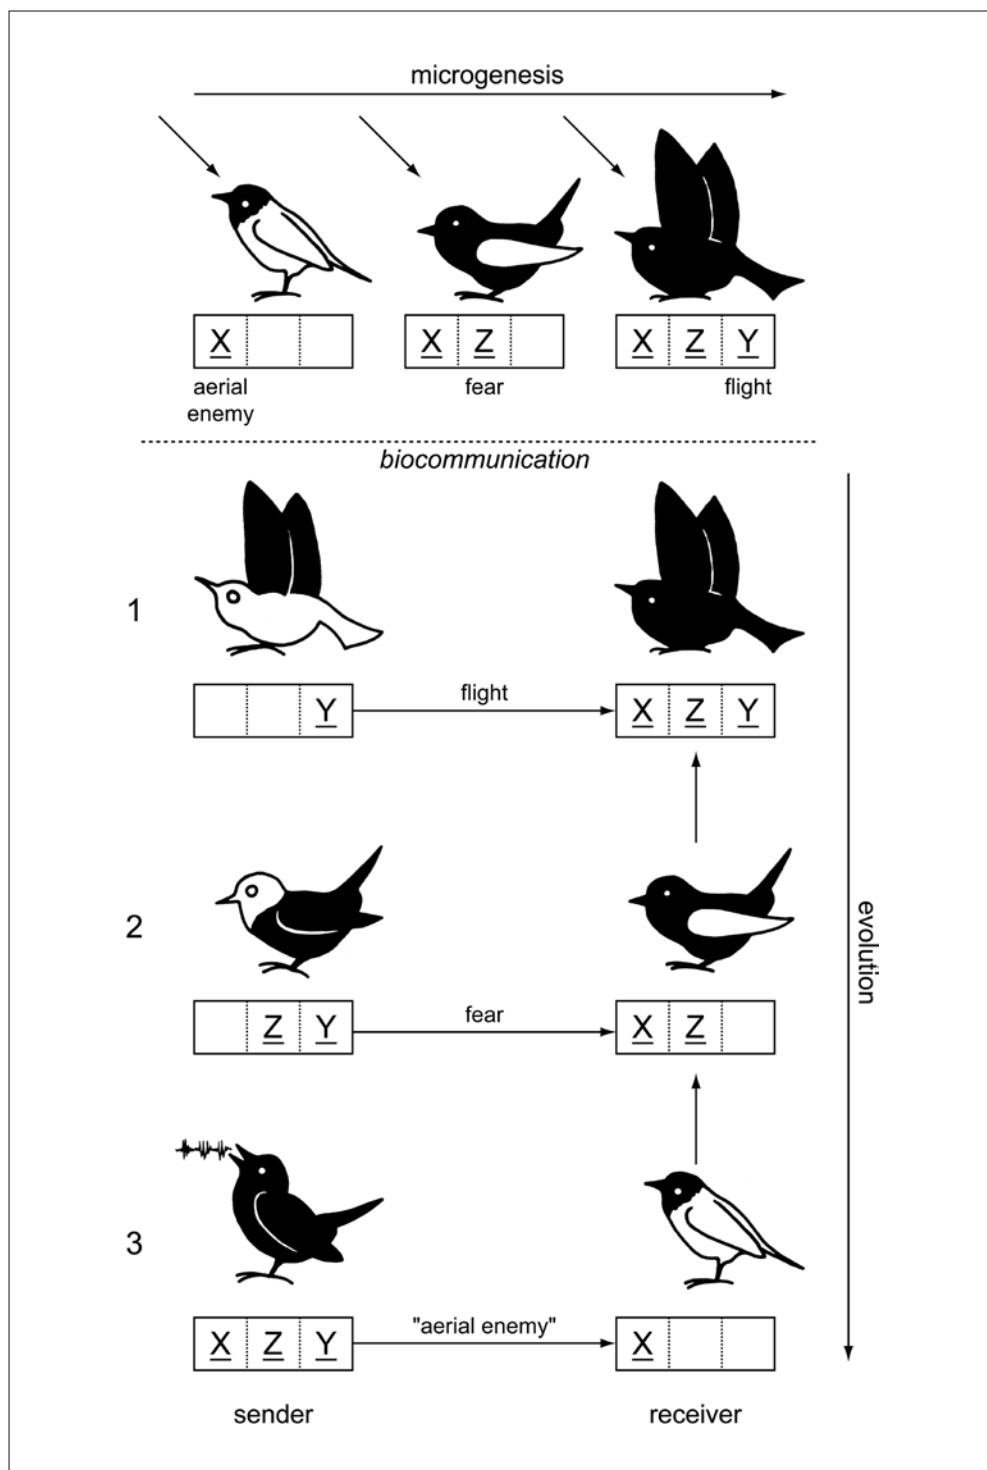 microgenesis
X
X Z
X Z Y
aerial
enemy
fear
flight
biocommunication
1
Y
flight
X Z Y
2
Z Y
fear
X Z
evolution
3
X Z Y
"aerial enemy"
X
sender
receiver